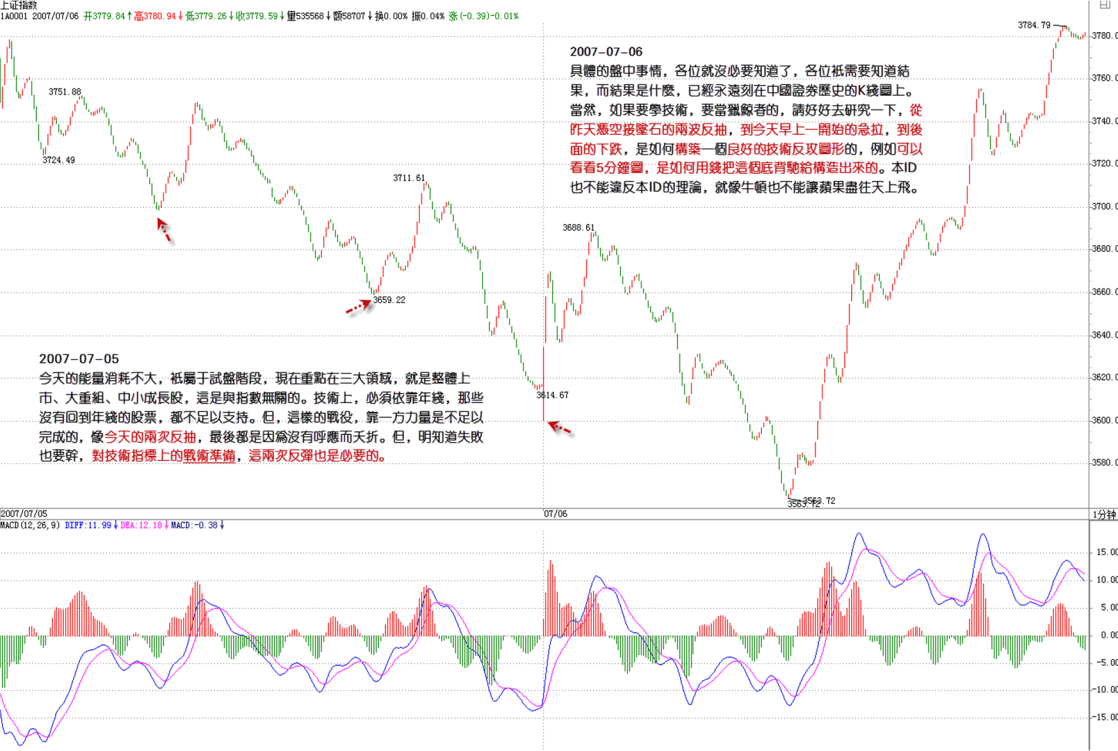 上证指数
1A0001 2007/07/06 开3779.84↑高3780.94↓低3779.26↓收3779.59↓量535568↓额58707↓换0.00% 振0.04% 涨(-0.39)-0.01%
3784.79
3780.0
2007-07-06
具體的盤中事情，各位就沒必要知道了，各位衹需要知道結
果，而結果是什麽，已經永遠刻在中國證券歷史的K綫圖上。
當然，如果要學技術，要當獵鯨者的，請好好去研究一下，從
昨天憑空接墜石的兩波反抽，到今天早上一開始的急拉，到後
面的下跌，是如何構築一個良好的技術反攻圖形的，例如可以
看看5分鐘圖，是如何用錢把這個底背馳給構造出來的。本ID
也不能違反本ID的理論，就像牛頓也不能讓蘋果盡往天上飛。
3760.0
3751.88
3740.0
3724.49
3720.0
3711.61
3700.0
3688.61
3680.0
3660.0
3659.22
3640.0
3620.0
3614.67
3600.0
3580.0
2007-07-05
今天的能量消耗不大，衹屬于試盤階段，現在重點在三大領域，就是整體上
市、大重組、中小成長股，這是與指數無關的。技術上，必須依靠年綫，那些
沒有回到年綫的股票，都不足以支持。但，這樣的戰役，靠一方力量是不足以
完成的，像今天的兩次反抽，最後都是因爲沒有呼應而夭折。但，明知道失敗
也要幹，對技術指標上的戰術準備，這兩次反彈也是必要的。
3563.72
2007/07/05
07/06
1分钟
MACD(12,26,9) DIFF:11.99↓DEA:12.18↓MACD:-0.38↓
15.00
10.00
5.00
0.00
-5.00
-10.00
-15.00